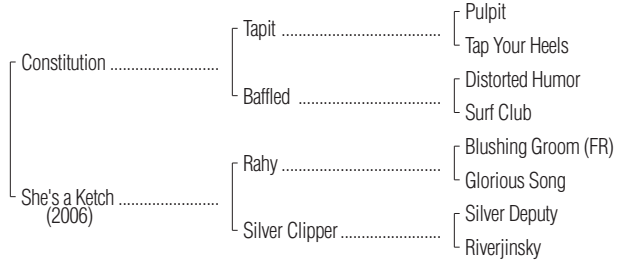 Pulpit
Tapit ........................................
Tap Your Heels
Constitution ...........................
Distorted Humor
Baffled ....................................
Surf Club
Blushing Groom (FR)
Rahy ........................................
Glorious Song
She's a Ketch .........................
(2006)
Silver Deputy
Silver Clipper .........................
Riverjinsky